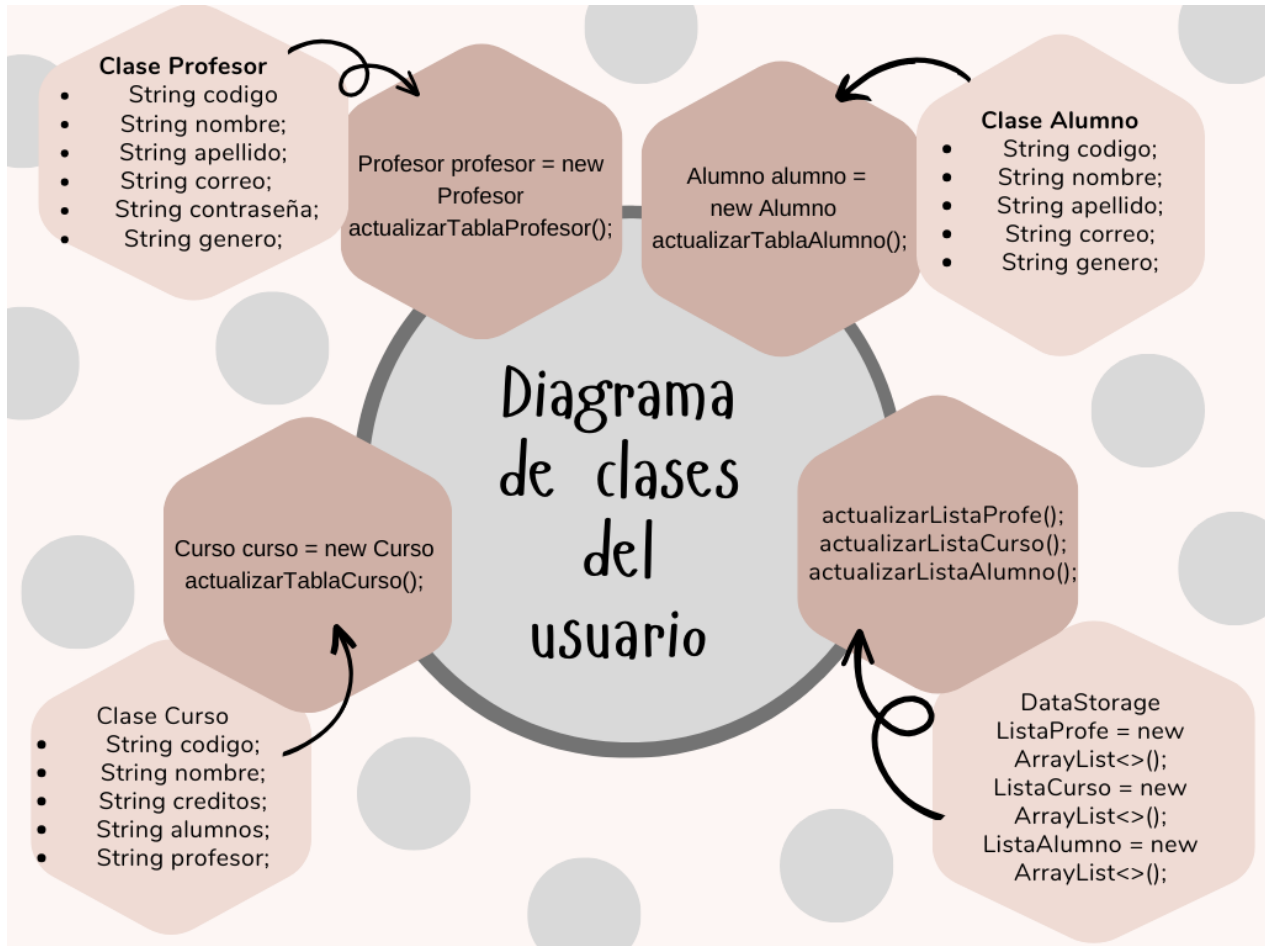 Clase Profesor
• String codigo
• String nombre;
• String apellido;
• String correo;
• String contraseña;
• String genero;
Profesor profesor = new
Profesor
actualizarTablaProfesor();
Alumno alumno =
new Alumno
actualizarTablaAlumno();
Clase Alumno
• String codigo;
• String nombre;
• String apellido;
• String correo;
• String genero;
Diagrama
de clases
del
usuario
Curso curso = new Curso
actualizarTablaCurso();
actualizarListaProfe();
actualizarListaCurso();
actualizarListaAlumno();
Clase Curso
• String codigo;
• String nombre;
• String creditos;
• String alumnos;
• String profesor;
DataStorage
ListaProfe = new
ArrayList<>();
ListaCurso = new
ArrayList<>();
ListaAlumno = new
ArrayList<>();